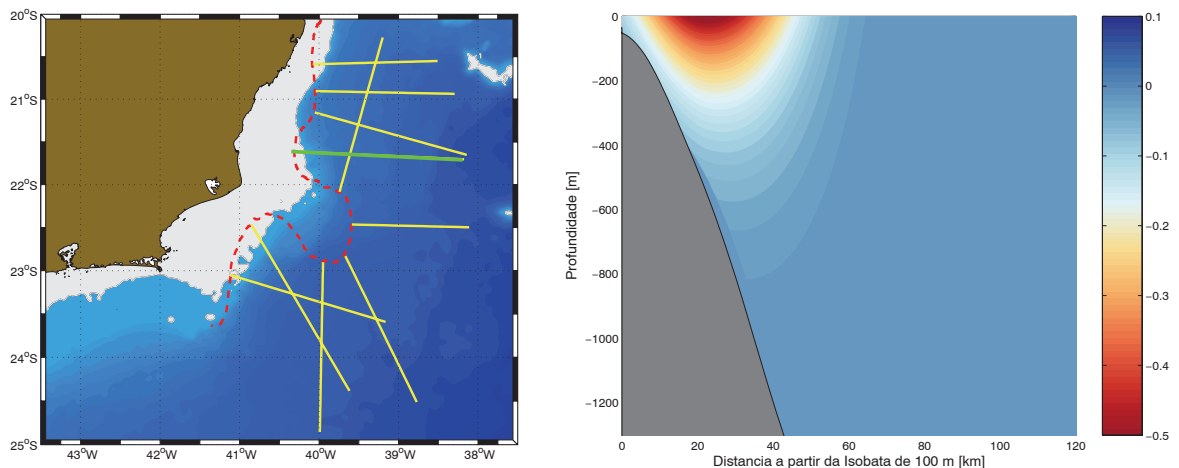 20°S
21°S
22°S
23°S
24°S
25°S
43°W
42°W
41°W
40°W
39°W
38°W
Profundidade [m]
0
−200
−400
−600
−800
−1000
−1200
0
20
40
60
80
100
120
Distancia a partir da Isobata de 100 m [km]
0.1
0
−0.1
−0.2
−0.3
−0.4
−0.5